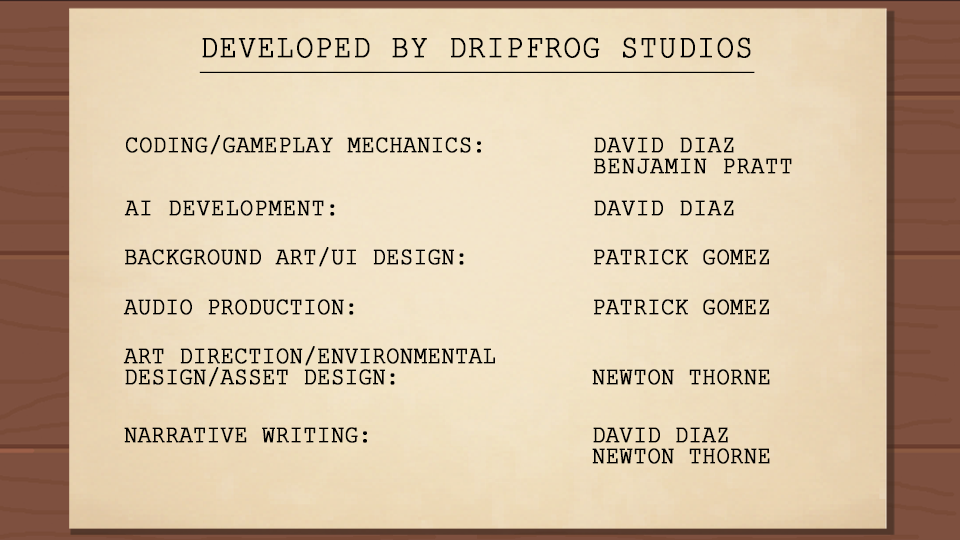 DEVELOPED BY DRIPFROG STUDIOS
CODING/GAMEPLAY MECHANICS: DAVID DIAZ
BENJAMIN PRATT
AI DEVELOPMENT: DAVID DIAZ
BACKGROUND ART/UI DESIGN: PATRICK GOMEZ
AUDIO PRODUCTION: PATRICK GOMEZ
ART DIRECTION/ENVIRONMENTAL
DESIGN/ASSET DESIGN: NEWTON THORNE
NARRATIVE WRITING: DAVID DIAZ
NEWTON THORNE